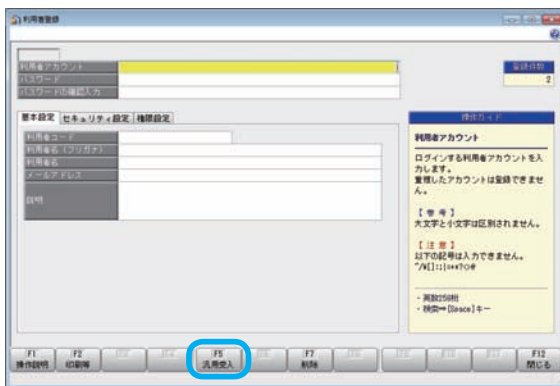 利用者登録
利用者アカウント
パスワード
パスワードの確認入力
登録件数
2
基本設定 セキュリティ設定 権限設定
利用者コード
利用者名(フリガナ)
利用者名
メールアドレス
説明
操作ガイド
利用者アカウント
ログインする利用者アカウントを入
力します。
重複したアカウントは登録できませ
ん。
【参考】
大文字と小文字は区別されません。
【注意】
以下の記号は入力できません。
・英数256桁
・検索⇒[Space]キー
F1 F2 F5 F7 F12
操作説明 印刷等 汎用受入 削除 閉じる